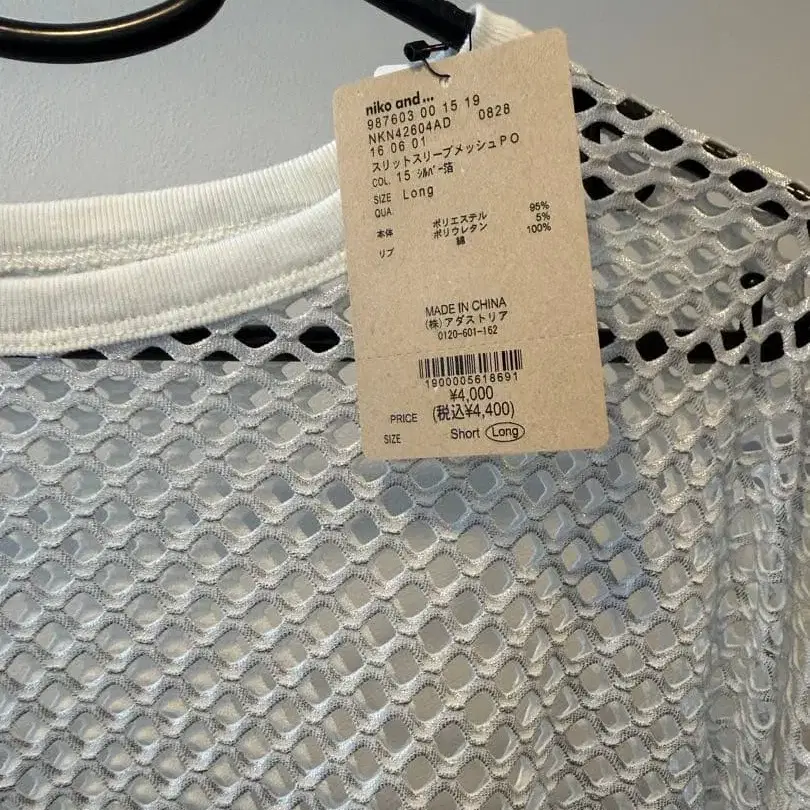 niko and...
987603 00 15 19
NKN42604AD 0828
16 06 01
スリットスリーブメッシュPO
COL. 15 ｼﾙﾊﾞｰ箔
SIZE Long
QUA.
本体 ポリエステル 95%
ポリウレタン 5%
リブ 綿 100%
MADE IN CHINA
(株)アダストリア
0120-601-162
1900005618691
¥4,000
PRICE (税込¥4,400)
SIZE Short Long